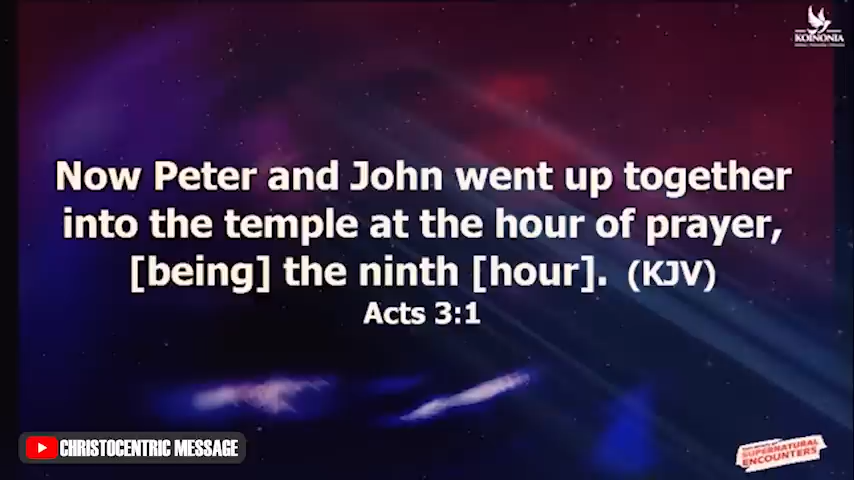 KOINONIA
Now Peter and John went up together
into the temple at the hour of prayer,
[being] the ninth [hour]. (KJV)
Acts 3:1
CHRISTOCENTRIC MESSAGE
SUPERNATURAL
ENCOUNTERS